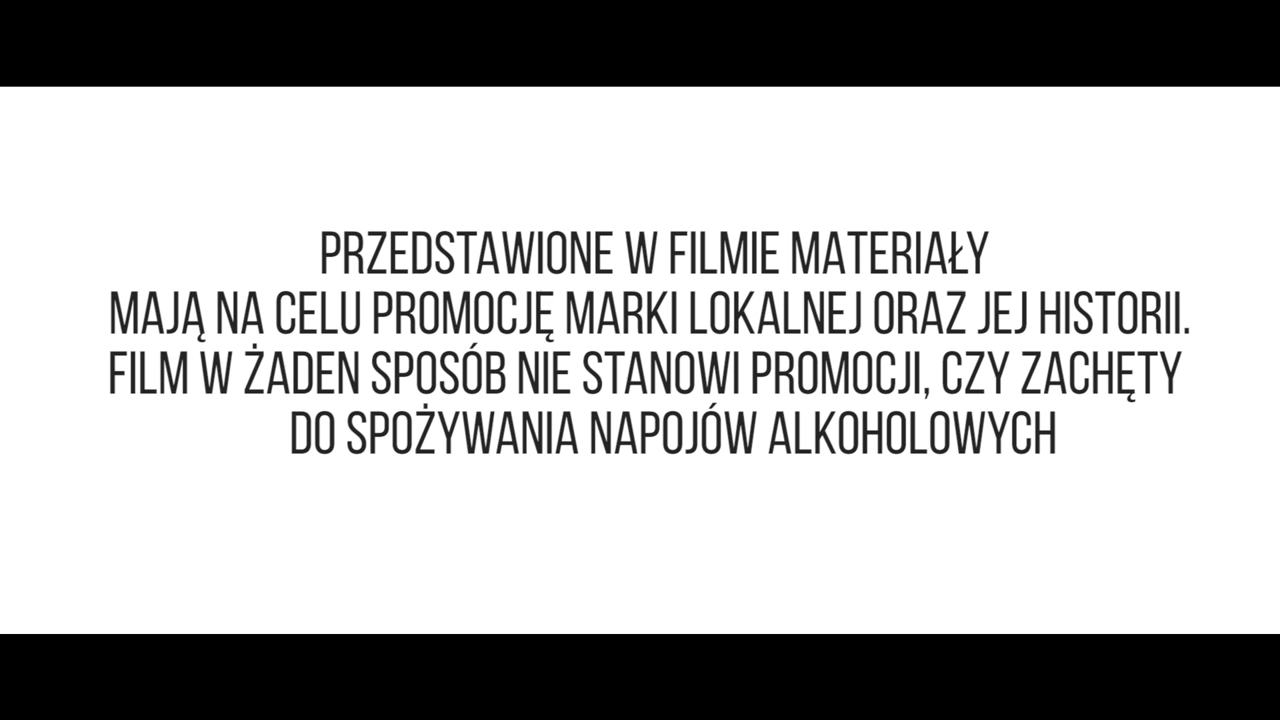 PRZEDSTAWIONE W FILMIE MATERIAŁY
MAJĄ NA CELU PROMOCJĘ MARKI LOKALNEJ ORAZ JEJ HISTORII.
FILM W ŻADEN SPOSÓB NIE STANOWI PROMOCJI, CZY ZACHĘTY
DO SPOŻYWANIA NAPOJÓW ALKOHOLOWYCH